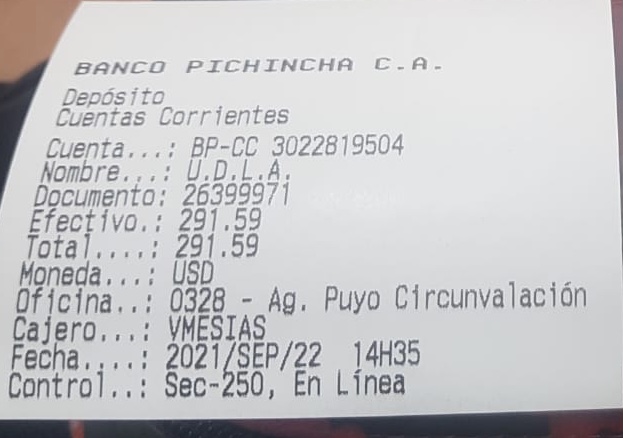 BANCO PICHINCHA C.A.
Depósito
Cuentas Corrientes
Cuenta...: BP-CC 3022819504
Nombre...: U.D.L.A.
Documento: 26399971
Efectivo.: 291.59
Total....: 291.59
Moneda...: USD
Oficina..: 0328 - Ag. Puyo Circunvalación
Cajero...: VMESIAS
Fecha....: 2021/SEP/22 14H35
Control..: Sec-250, En Línea